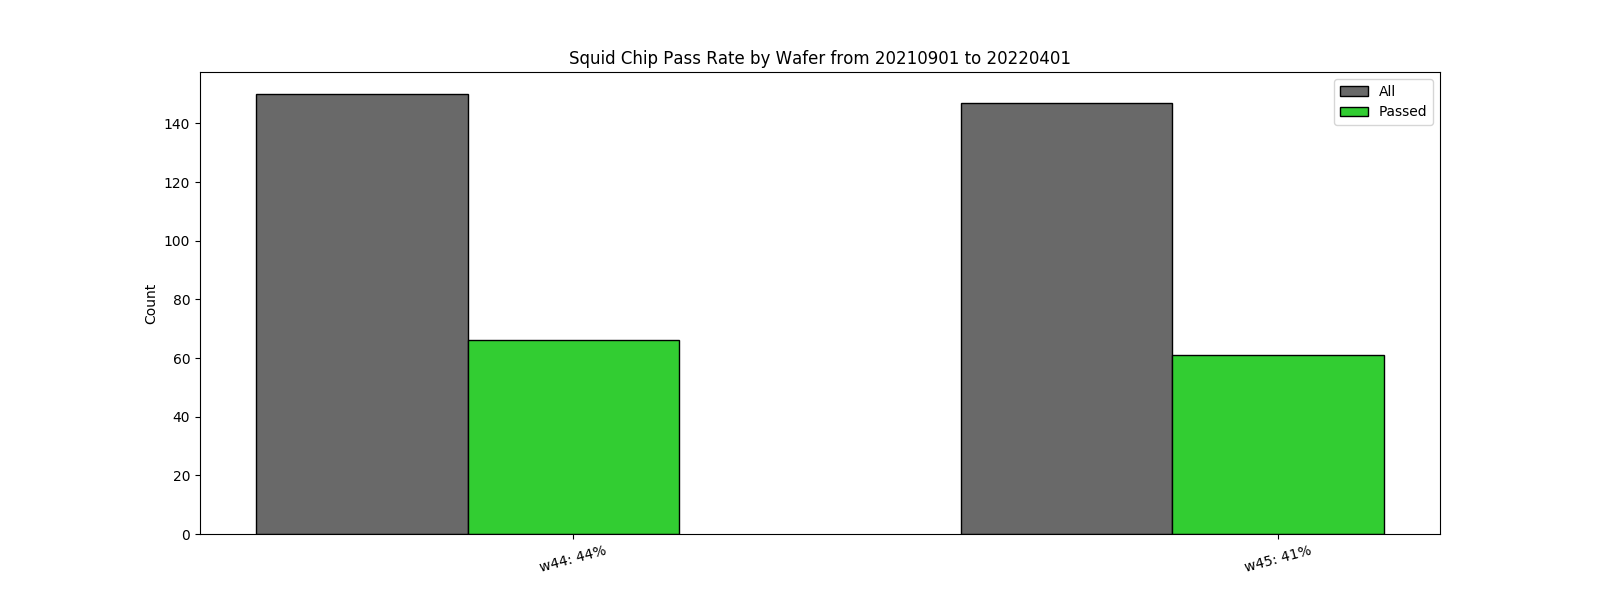 Squid Chip Pass Rate by Wafer from 20210901 to 20220401
All
Passed
Count
140
120
100
80
60
40
20
0
w44: 44%
w45: 41%